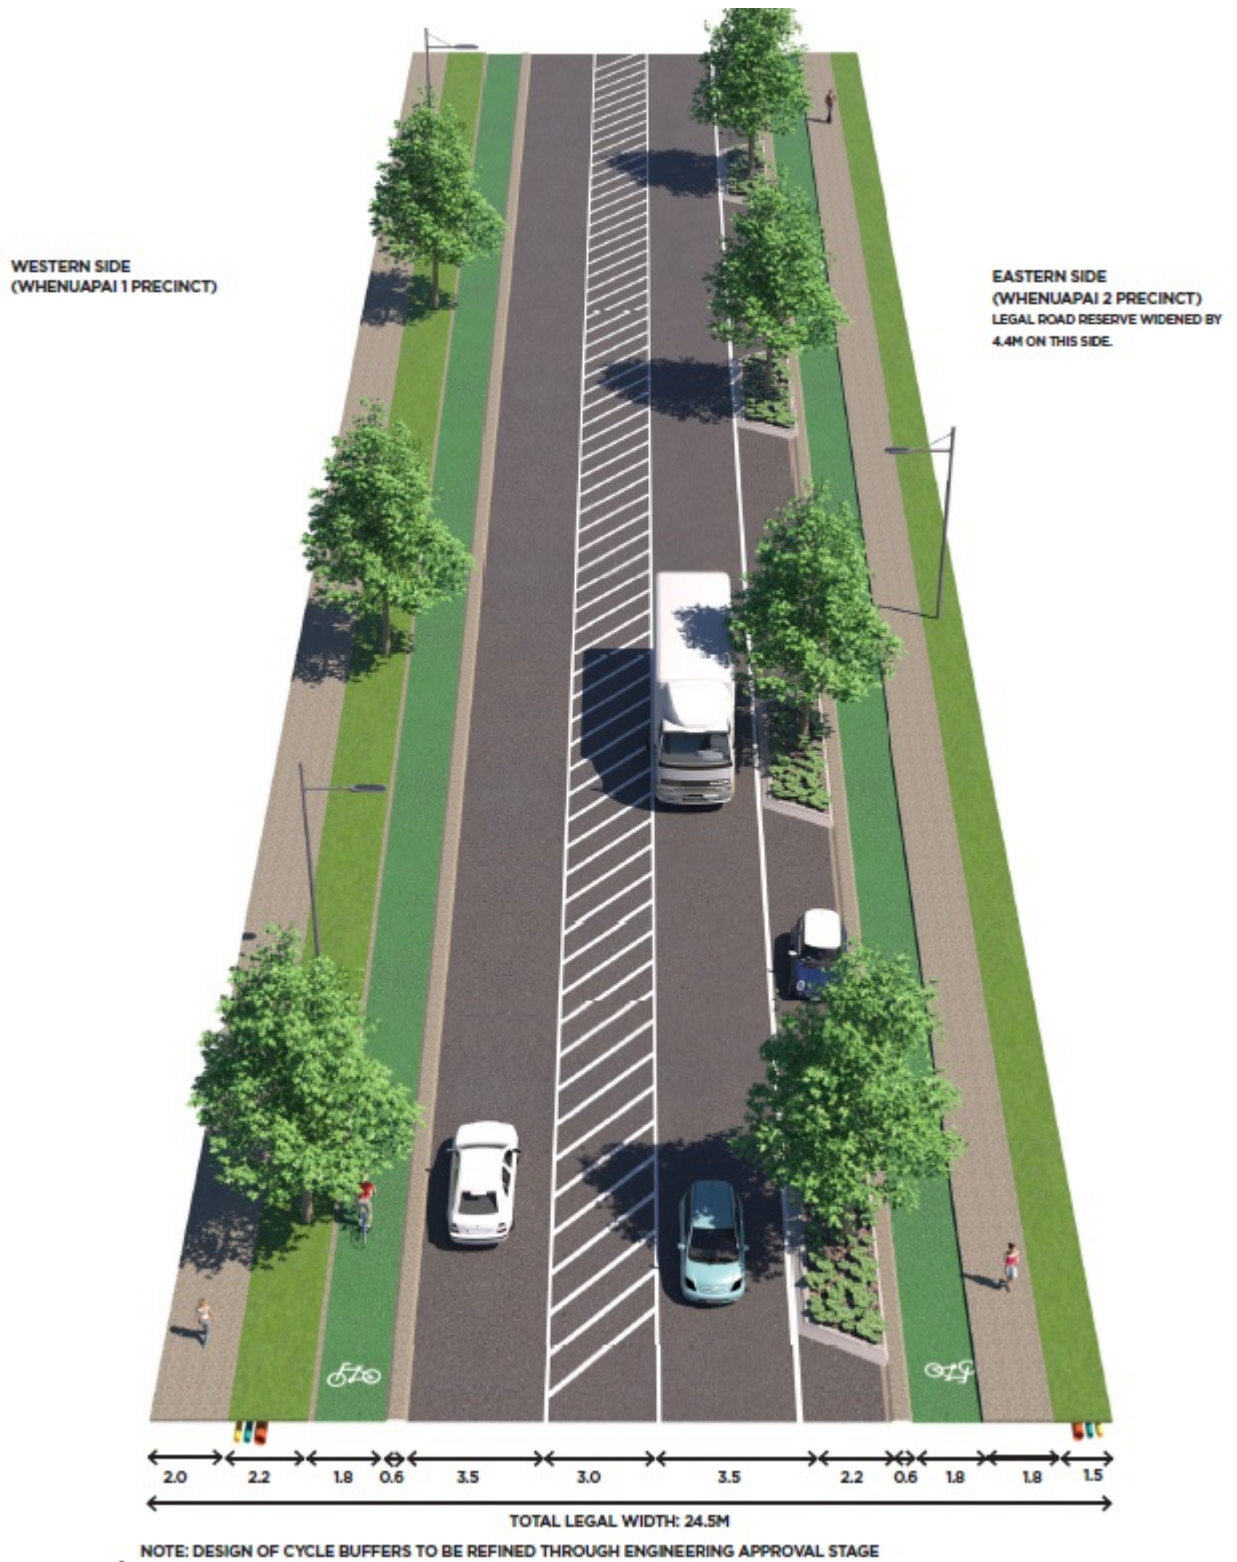 WESTERN SIDE
(WHENUAPAI 1 PRECINCT)
EASTERN SIDE
(WHENUAPAI 2 PRECINCT)
LEGAL ROAD RESERVE WIDENED BY
4.4M ON THIS SIDE.
2.0 2.2 1.8 0.6 3.5 3.0 3.5 2.2 0.6 1.8 1.8 1.5
TOTAL LEGAL WIDTH: 24.5M
NOTE: DESIGN OF CYCLE BUFFERS TO BE REFINED THROUGH ENGINEERING APPROVAL STAGE